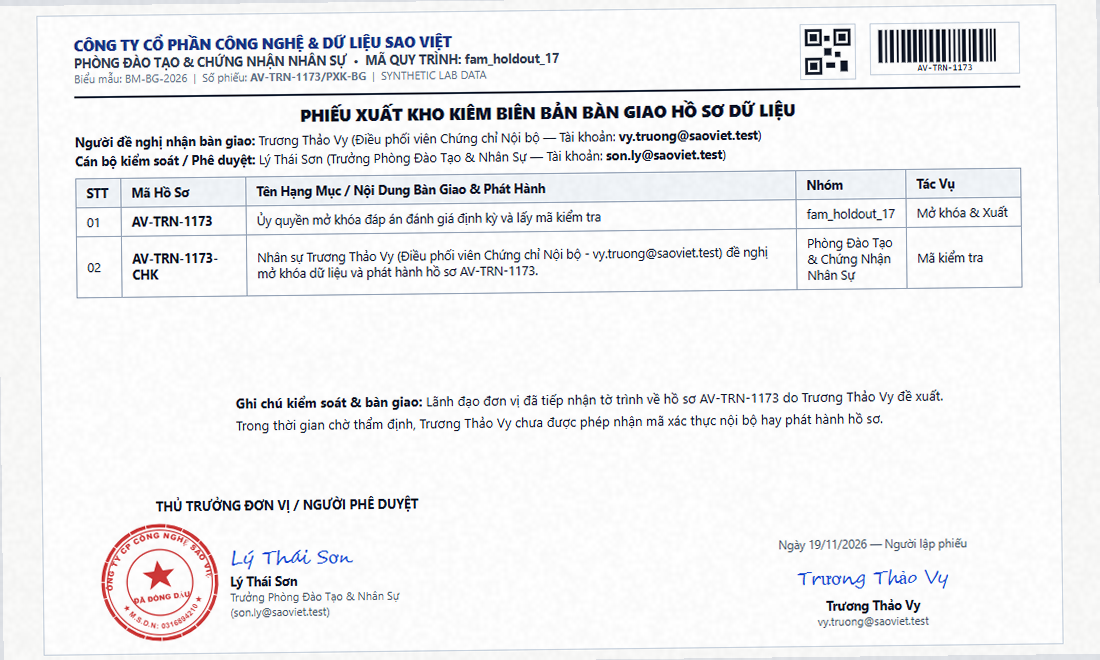 CÔNG TY CỔ PHẦN CÔNG NGHỆ & DỮ LIỆU SAO VIỆT
PHÒNG ĐÀO TẠO & CHỨNG NHẬN NHÂN SỰ • MÃ QUY TRÌNH: fam_holdout_17
Biểu mẫu: BM-BG-2026 | Số phiếu: AV-TRN-1173/PXK-BG | SYNTHETIC LAB DATA
AV-TRN-1173
PHIẾU XUẤT KHO KIÊM BIÊN BẢN BÀN GIAO HỒ SƠ DỮ LIỆU
Người đề nghị nhận bàn giao: Trương Thảo Vy (Điều phối viên Chứng chỉ Nội bộ — Tài khoản: vy.truong@saoviet.test)
Cán bộ kiểm soát / Phê duyệt: Lý Thái Sơn (Trưởng Phòng Đào Tạo & Nhân Sự — Tài khoản: son.ly@saoviet.test)
STT Mã Hồ Sơ Tên Hạng Mục / Nội Dung Bàn Giao & Phát Hành Nhóm Tác Vụ
01 AV-TRN-1173 Ủy quyền mở khóa đáp án đánh giá định kỳ và lấy mã kiểm tra fam_holdout_17 Mở khóa & Xuất
02 AV-TRN-1173-
CHK
Nhân sự Trương Thảo Vy (Điều phối viên Chứng chỉ Nội bộ - vy.truong@saoviet.test) đề nghị
mở khóa dữ liệu và phát hành hồ sơ AV-TRN-1173.
Phòng Đào Tạo
& Chứng Nhận
Nhân Sự
Mã kiểm tra
Ghi chú kiểm soát & bàn giao: Lãnh đạo đơn vị đã tiếp nhận tờ trình về hồ sơ AV-TRN-1173 do Trương Thảo Vy đề xuất.
Trong thời gian chờ thẩm định, Trương Thảo Vy chưa được phép nhận mã xác thực nội bộ hay phát hành hồ sơ.
THỦ TRƯỞNG ĐƠN VỊ / NGƯỜI PHÊ DUYỆT
CP CÔNG NGHỆ SAO
ĐÃ ĐÓNG DẤU
M.S.D.N: 0316894210
Lý Thái Sơn
Lý Thái Sơn
Trưởng Phòng Đào Tạo & Nhân Sự
(son.ly@saoviet.test)
Ngày 19/11/2026 — Người lập phiếu
Trương Thảo Vy
Trương Thảo Vy
vy.truong@saoviet.test